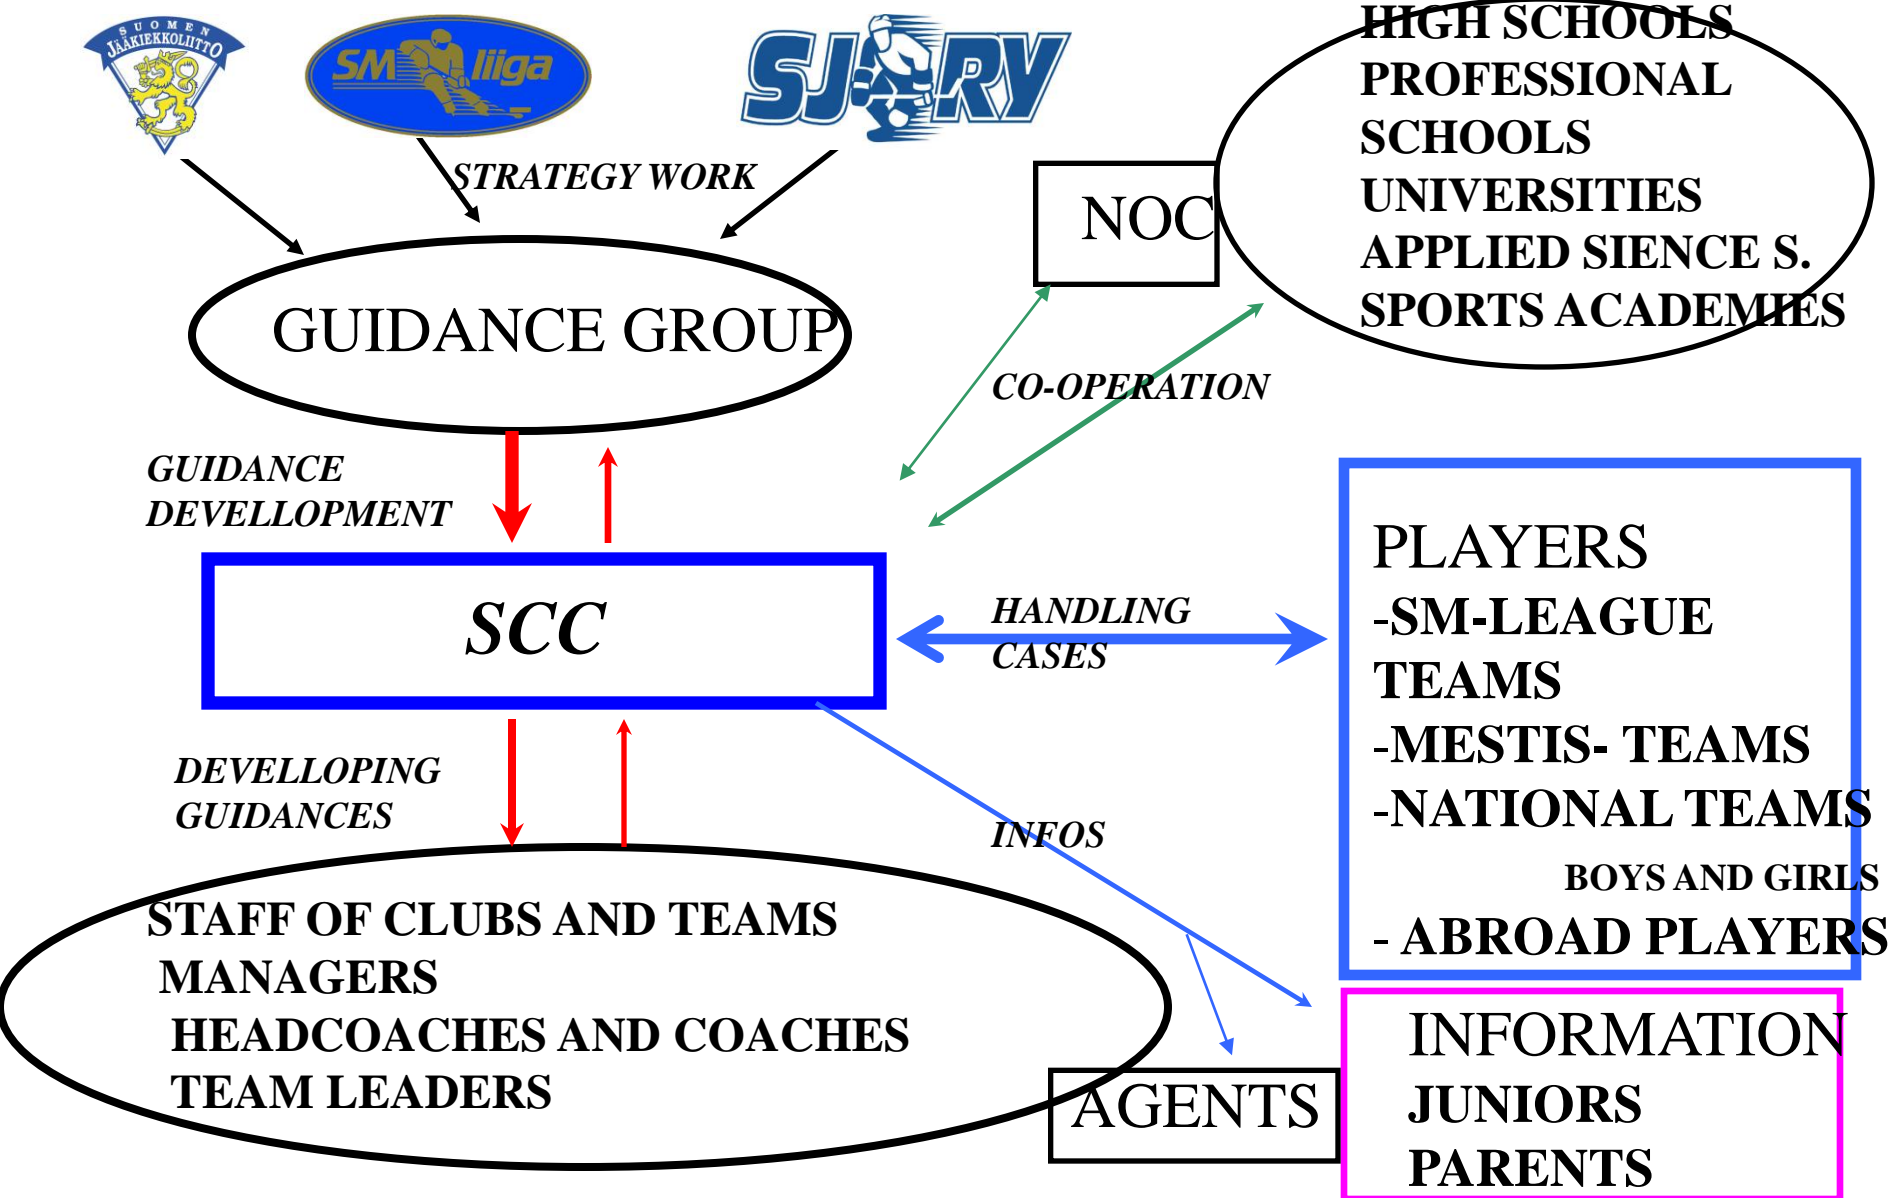 SUOMEN
JÄÄKIEKKOLIITTO
SM liiga
SJRY
STRATEGY WORK
GUIDANCE GROUP
NOC
HIGH SCHOOLS
PROFESSIONAL
SCHOOLS
UNIVERSITIES
APPLIED SIENCE S.
SPORTS ACADEMIES
CO-OPERATION
GUIDANCE
DEVELLOPMENT
SCC
HANDLING
CASES
PLAYERS
-SM-LEAGUE
TEAMS
-MESTIS- TEAMS
-NATIONAL TEAMS
BOYS AND GIRLS
- ABROAD PLAYERS
DEVELLOPING
GUIDANCES
INFOS
STAFF OF CLUBS AND TEAMS
MANAGERS
HEADCOACHES AND COACHES
TEAM LEADERS
AGENTS
INFORMATION
JUNIORS
PARENTS